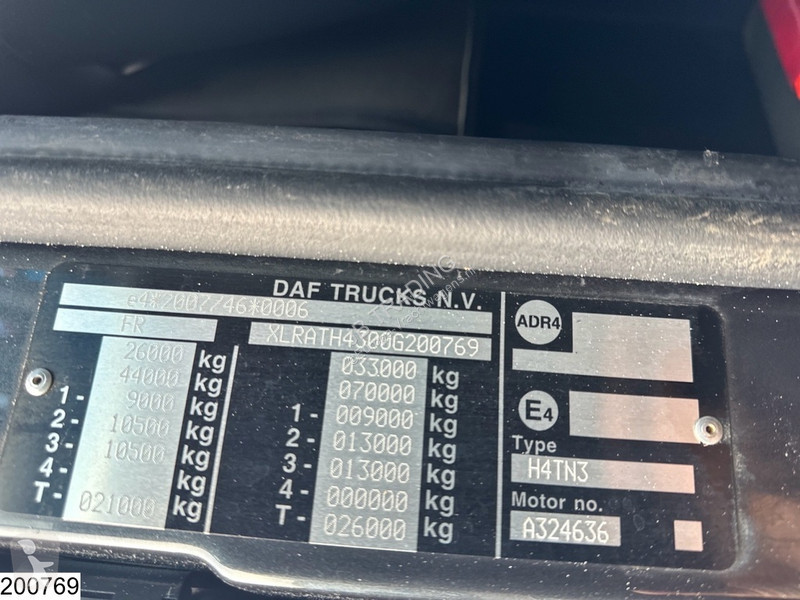 DAF TRUCKS N.V.
e4*2007/46*0006
FR
XLRATH4300G200769
26000 kg
44000 kg
1- 9000 kg
2- 10500 kg
3- 10500 kg
4- kg
T- 021000 kg
033000 kg
070000 kg
1- 009000 kg
2- 013000 kg
3- 013000 kg
4- 000000 kg
T- 026000 kg
ADR4
E4
Type
H4TN3
Motor no.
A324636
200769